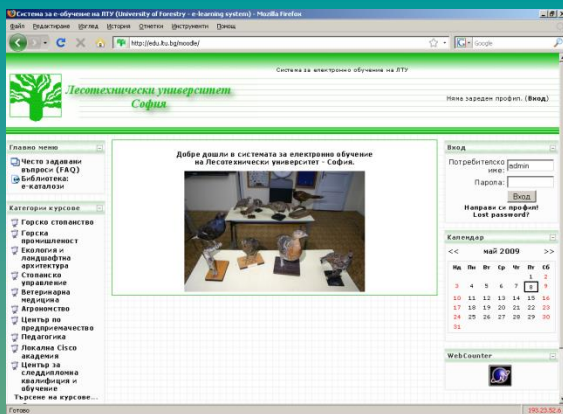 Система за е-обучение на ЛТУ (University of Forestry - e-learning system) - Mozilla Firefox
Файл Редактиране Изглед История Отметки Инструменти Помощ
http://edu.ltu.bg/moodle/
Google
Система за електронно обучение на ЛТУ
Лесотехнически университет
София
Няма зареден профил. (Вход)
Главно меню
Често задавани
въпроси (FAQ)
Библиотека:
е-каталози
Категории курсове
Горско стопанство
Горска
промишленост
Екология и
ландшафтна
архитектура
Стопанско
управление
Ветеринарна
медицина
Агрономство
Център по
предприемачество
Педагогика
Локална Cisco
академия
Център за
следдипломна
квалификация и
обучение
Търсене на курсове...
Добре дошли в системата за електронно обучение
на Лесотехнически университет - София.
Вход
Потребителско
име: admin
Парола:
Вход
Направи си профил!
Lost password?
Календар
<< май 2009 >>
Нд Пн Вт Ср Чт Пт Сб
1 2
3 4 5 6 7 8 9
10 11 12 13 14 15 16
17 18 19 20 21 22 23
24 25 26 27 28 29 30
31
WebCounter
Готово
193.23.52.6